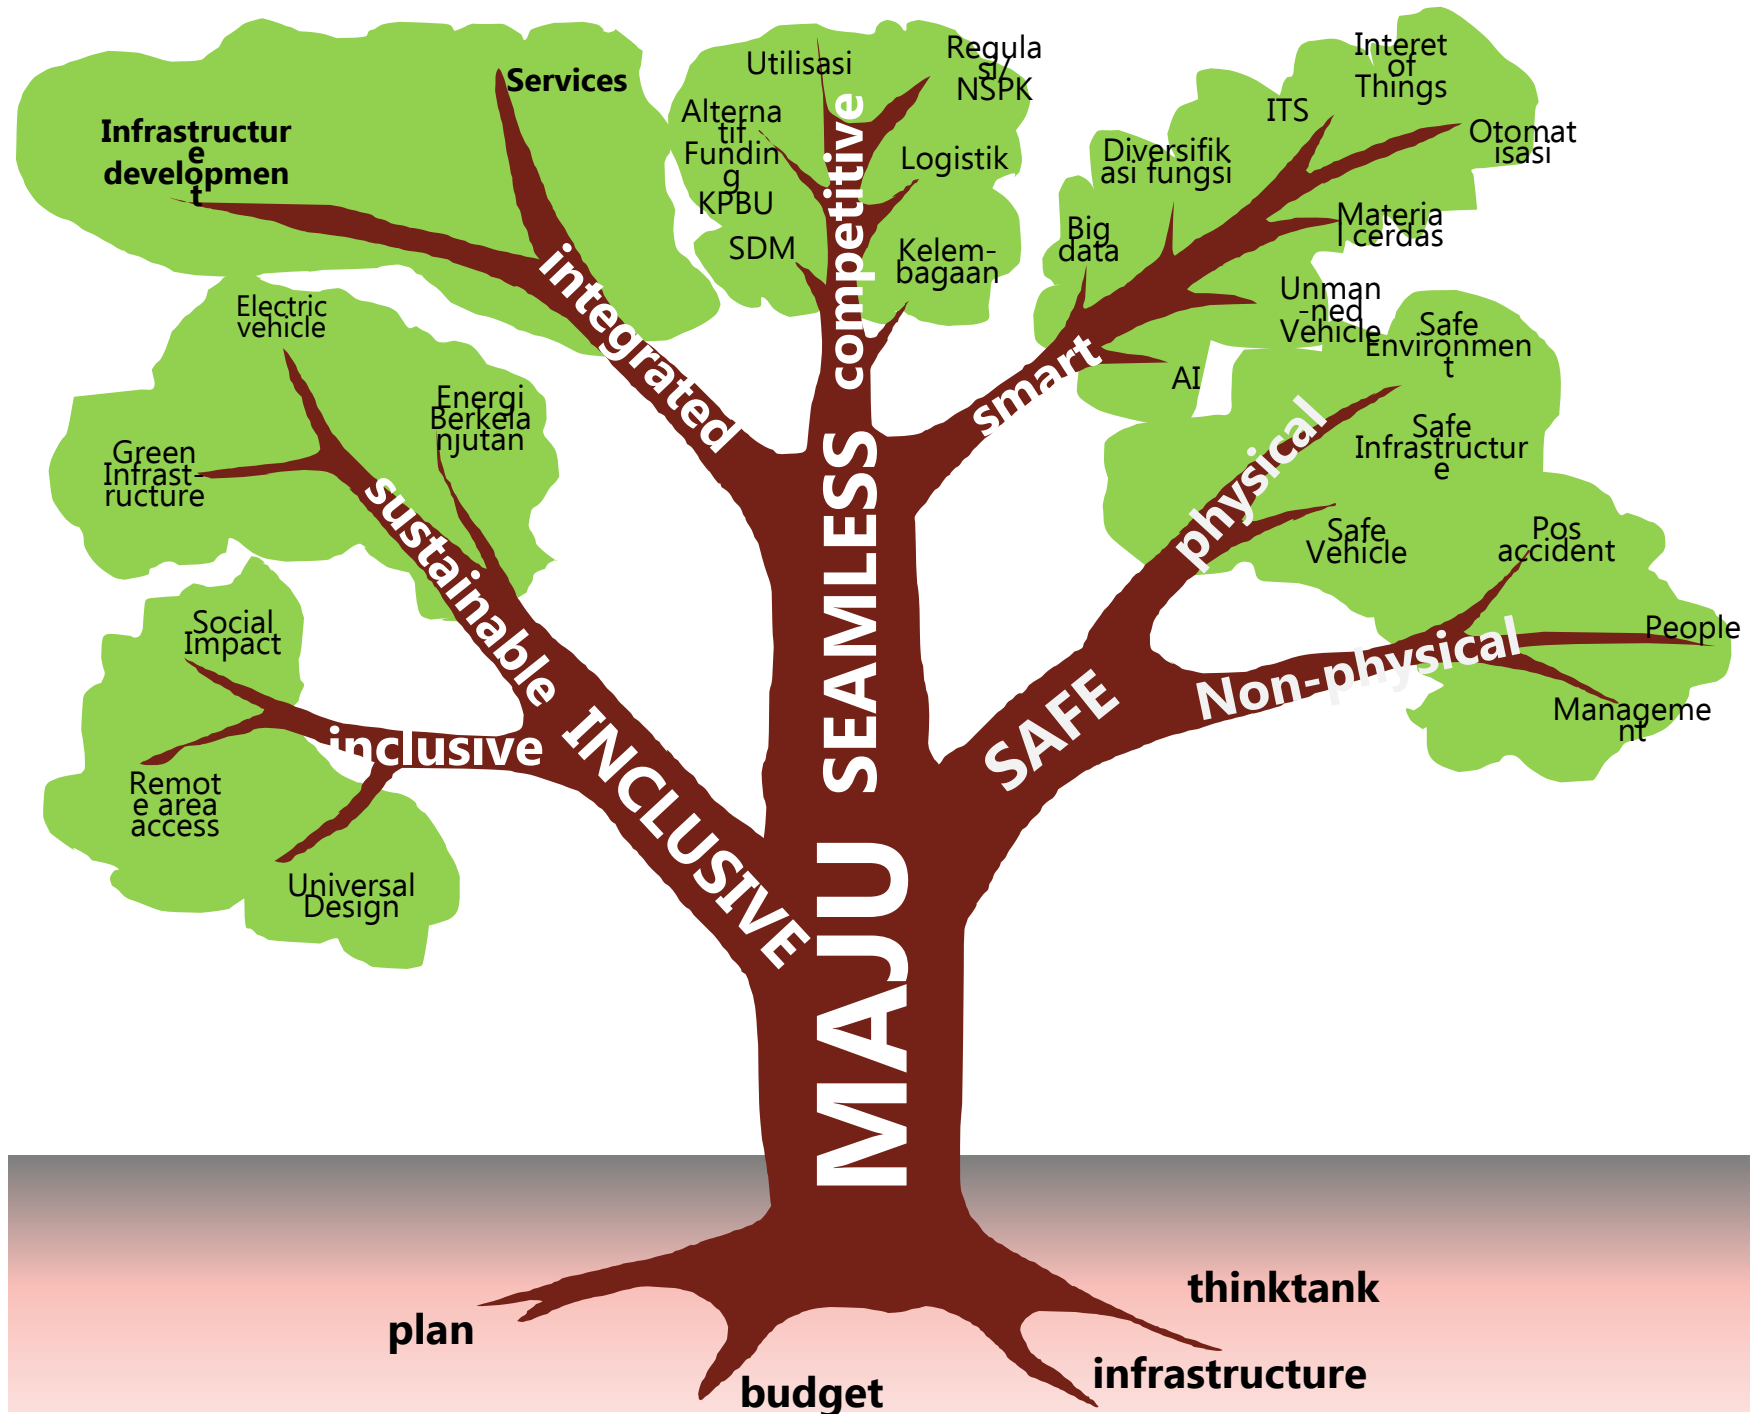 Services
Infrastructur
e
developmen
t
integrated
Utilisasi
Regula
si/
NSPK
Alterna
tif
Fundin
g
KPBU
SDM
Logistik
Kelem-
bagaan
competitive
Interet
of
Things
ITS
Otomat
isasi
Diversifik
asi fungsi
Big
data
Materia
l cerdas
Unman
-ned
Vehicle
AI
smart
Electric
vehicle
Energi
Berkela
njutan
Green
Infrast-
ructure
sustainable
Safe
Environmen
t
Safe
Infrastructur
e
Safe
Vehicle
physical
Pos
accident
People
Manageme
nt
Non-physical
SAFE
Social
Impact
Remot
e area
access
Universal
Design
inclusive
INCLUSIVE
MAJU SEAMLESS
plan
budget
thinktank
infrastructure